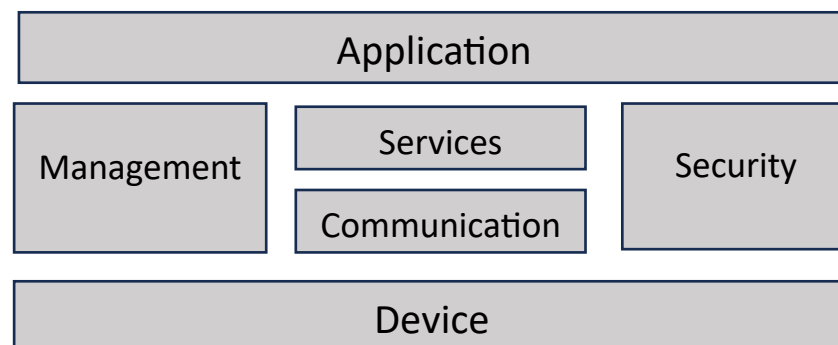 Application
Management
Services
Security
Communication
Device